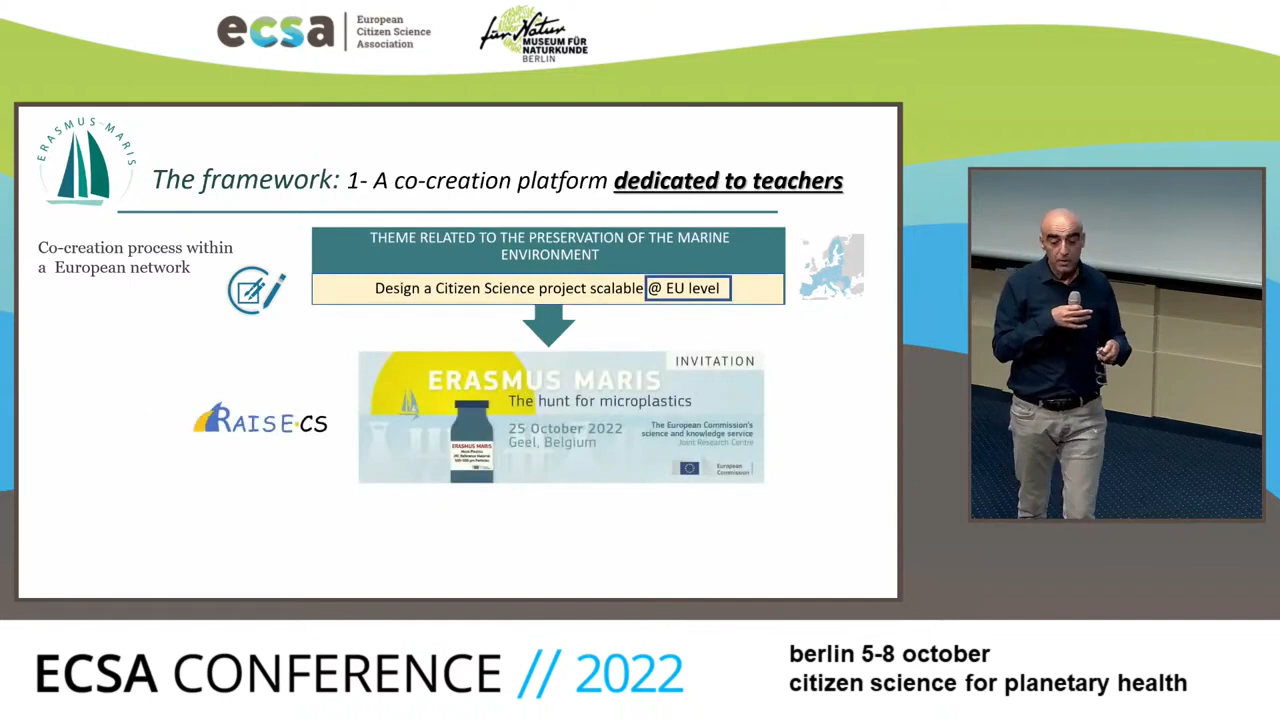 ecsa
European
Citizen Science
Association
für Natur
MUSEUM FÜR
NATURKUNDE
BERLIN
ERASMUS MARIS
The framework: 1- A co-creation platform dedicated to teachers
Co-creation process within
a European network
THEME RELATED TO THE PRESERVATION OF THE MARINE
ENVIRONMENT
Design a Citizen Science project scalable @ EU level
INVITATION
ERASMUS MARIS
The hunt for microplastics
25 October 2022
Geel, Belgium
The European Commission's
science and knowledge service
Joint Research Centre
European
Commission
ERASMUS MARIS
RAISE·CS
ECSA CONFERENCE // 2022
berlin 5-8 october
citizen science for planetary health